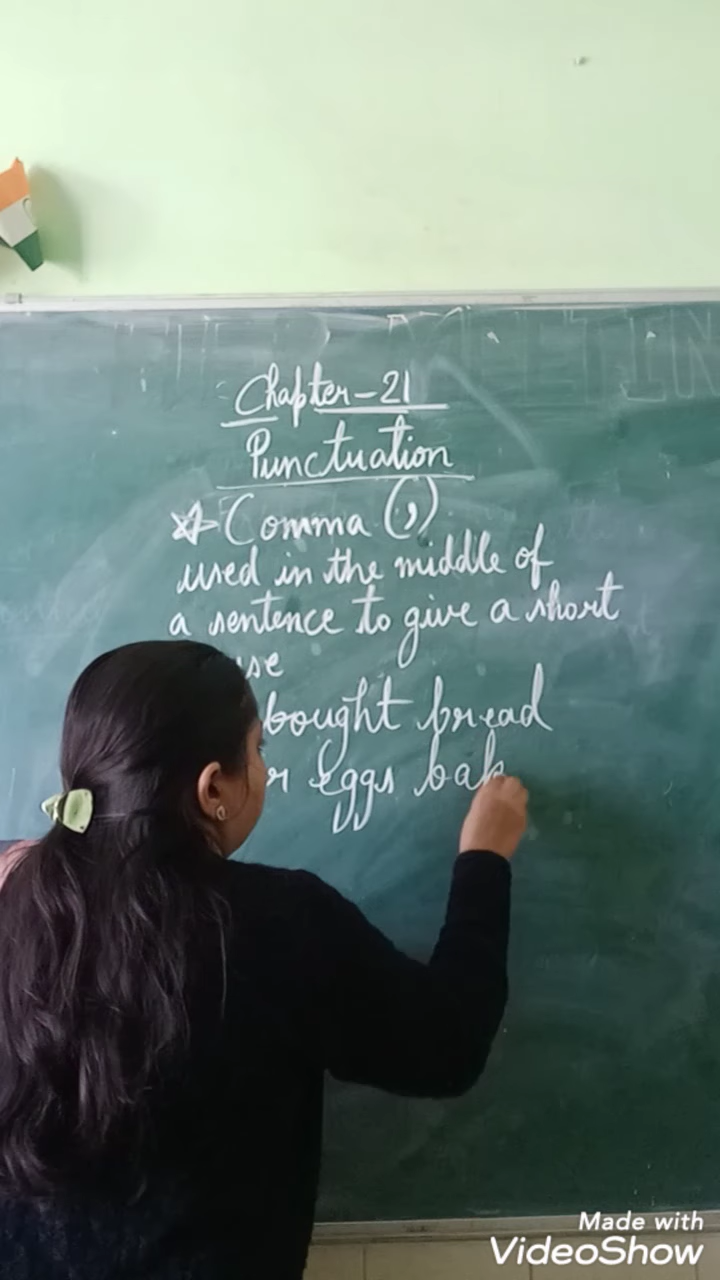 Chapter-21
Punctuation
Comma (,)
used in the middle of
a sentence to give a short
bought bread
eggs
Made with
VideoShow